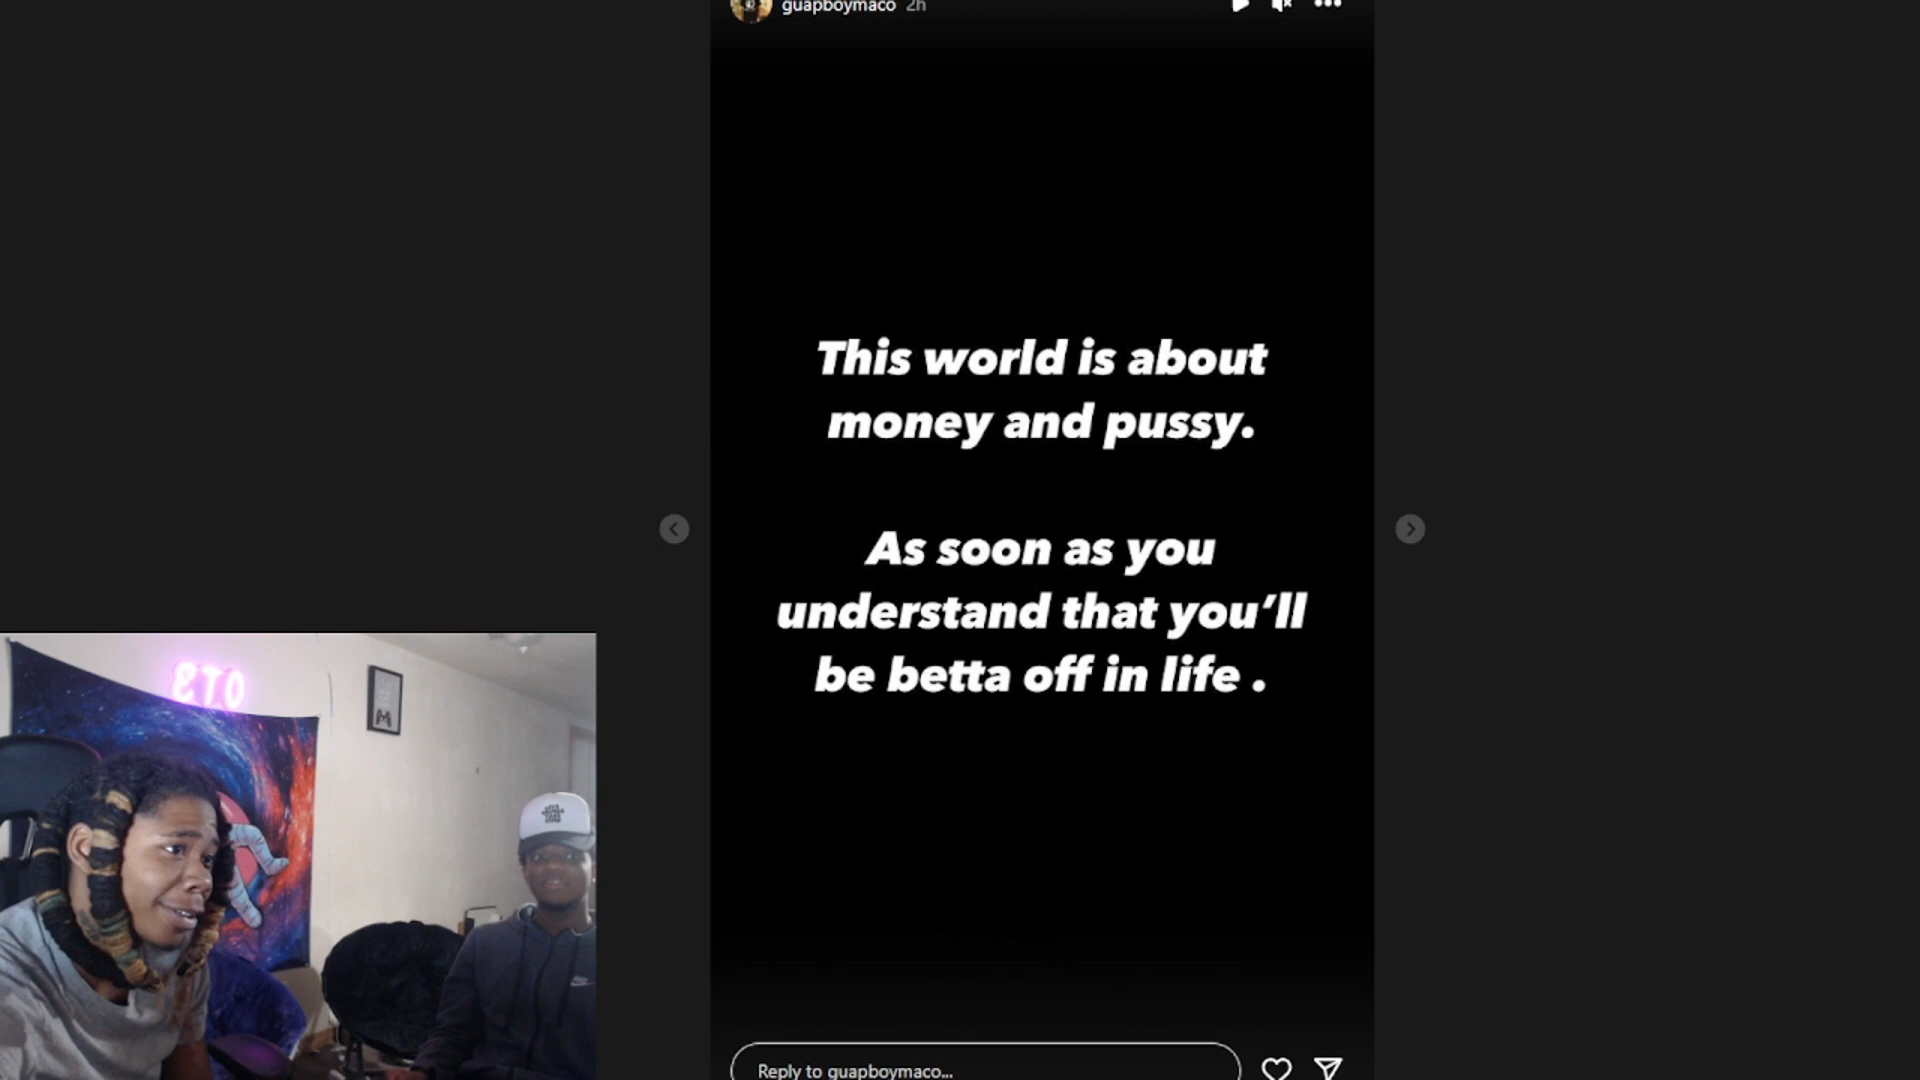 guapboymaco 2h
This world is about
money and pussy.
As soon as you
understand that you'll
be betta off in life .
Reply to guapboymaco...